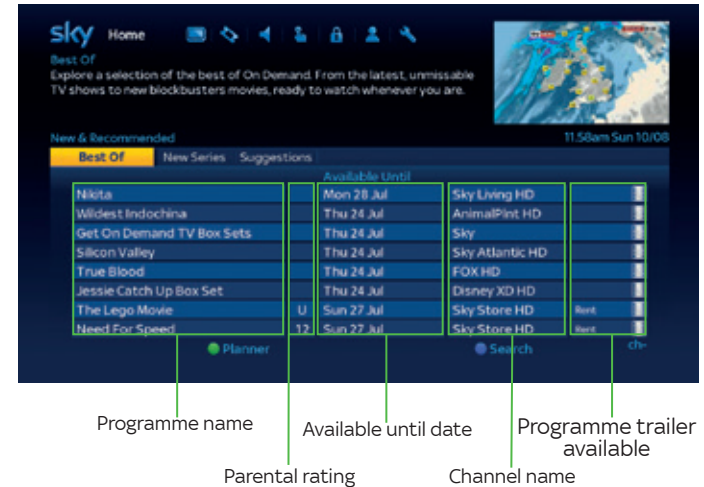 sky Home
Best Of
Explore a selection of the best of On Demand. From the latest, unmissable
TV shows to new blockbusters movies, ready to watch whenever you are.
New & Recommended 11.58am Sun 10/08
Best Of New Series Suggestions
Available Until
Nikita Mon 28 Jul Sky Living HD
Wildest Indochina Thu 24 Jul AnimalPlnt HD
Get On Demand TV Box Sets Thu 24 Jul Sky
Silicon Valley Thu 24 Jul Sky Atlantic HD
True Blood Thu 24 Jul FOX HD
Jessie Catch Up Box Set Thu 24 Jul Disney XD HD
The Lego Movie U Sun 27 Jul Sky Store HD Rent
Need For Speed 12 Sun 27 Jul Sky Store HD Rent
Planner Search ch-
Programme name Available until date Programme trailer
available
Parental rating Channel name